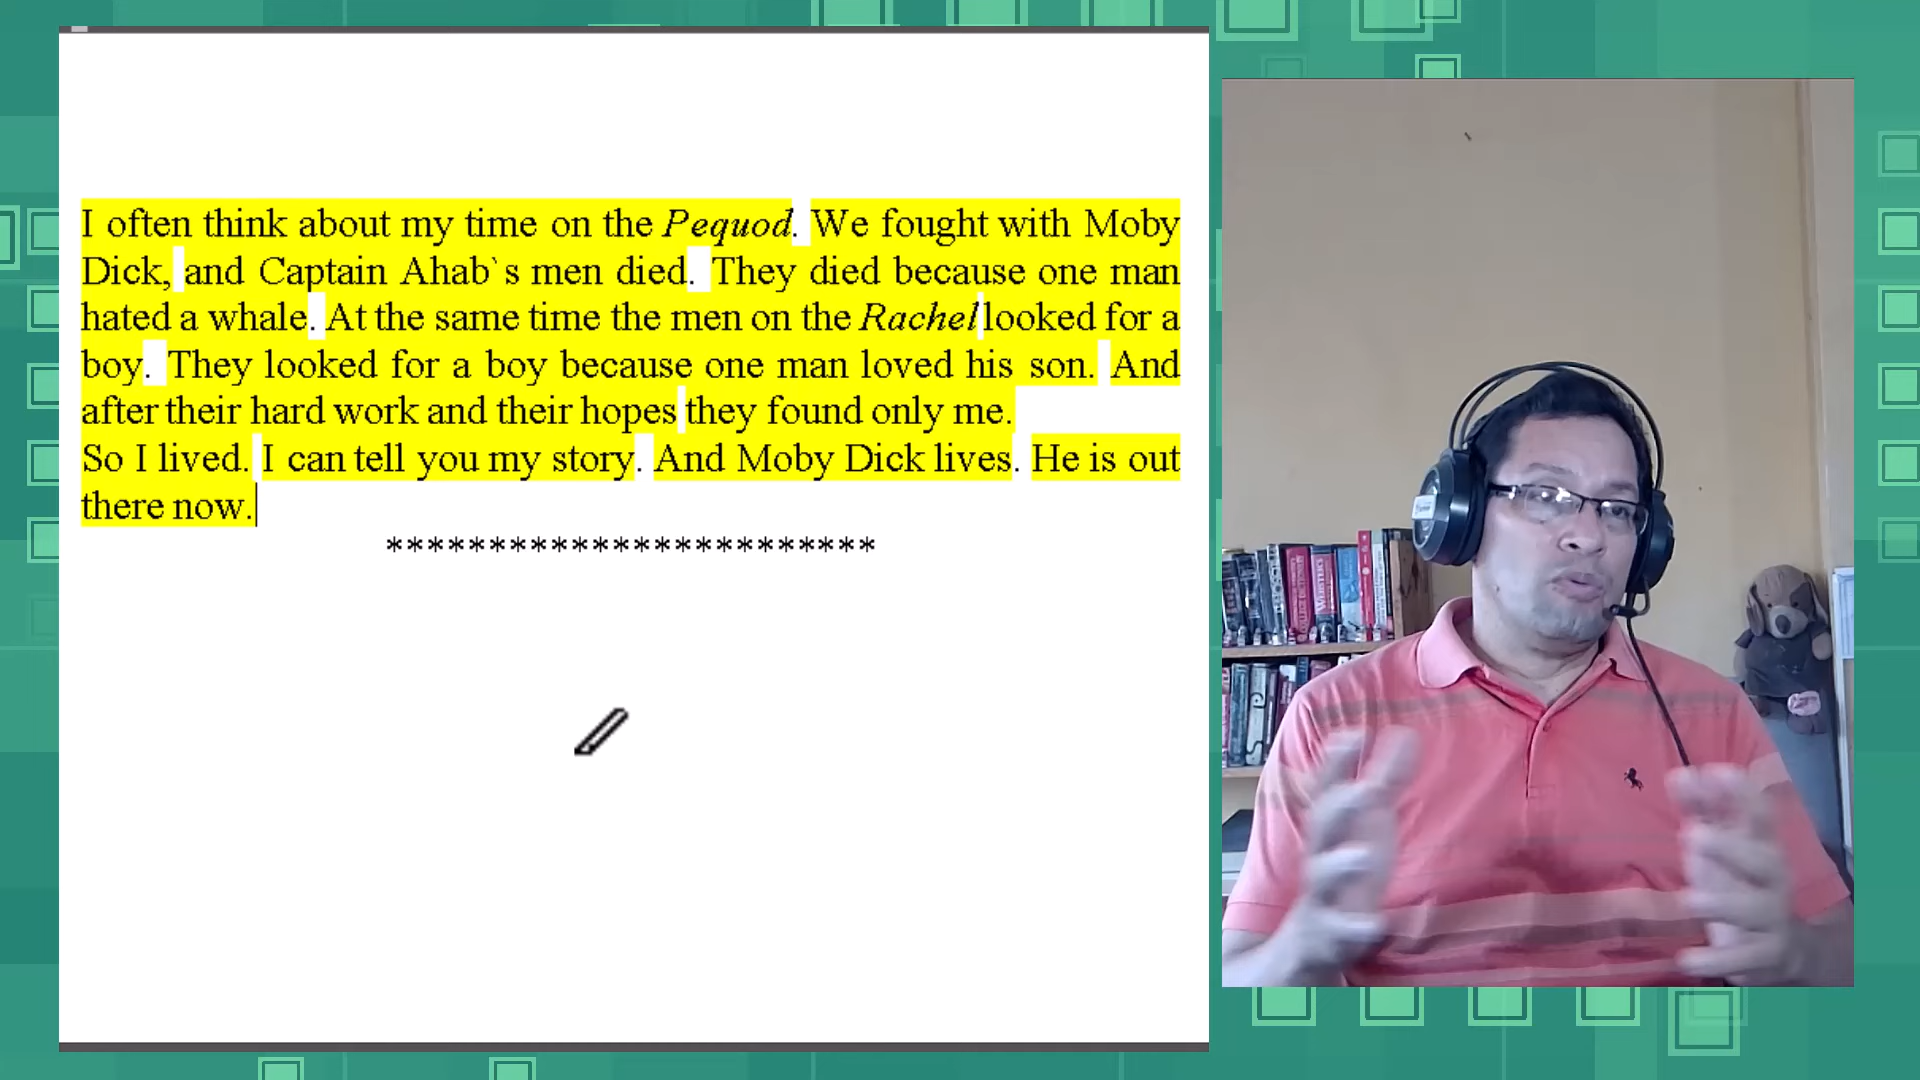 I often think about my time on the Pequod. We fought with Moby
Dick, and Captain Ahab`s men died. They died because one man
hated a whale. At the same time the men on the Rachel looked for a
boy. They looked for a boy because one man loved his son. And
after their hard work and their hopes they found only me.
So I lived. I can tell you my story. And Moby Dick lives. He is out
there now.
************************